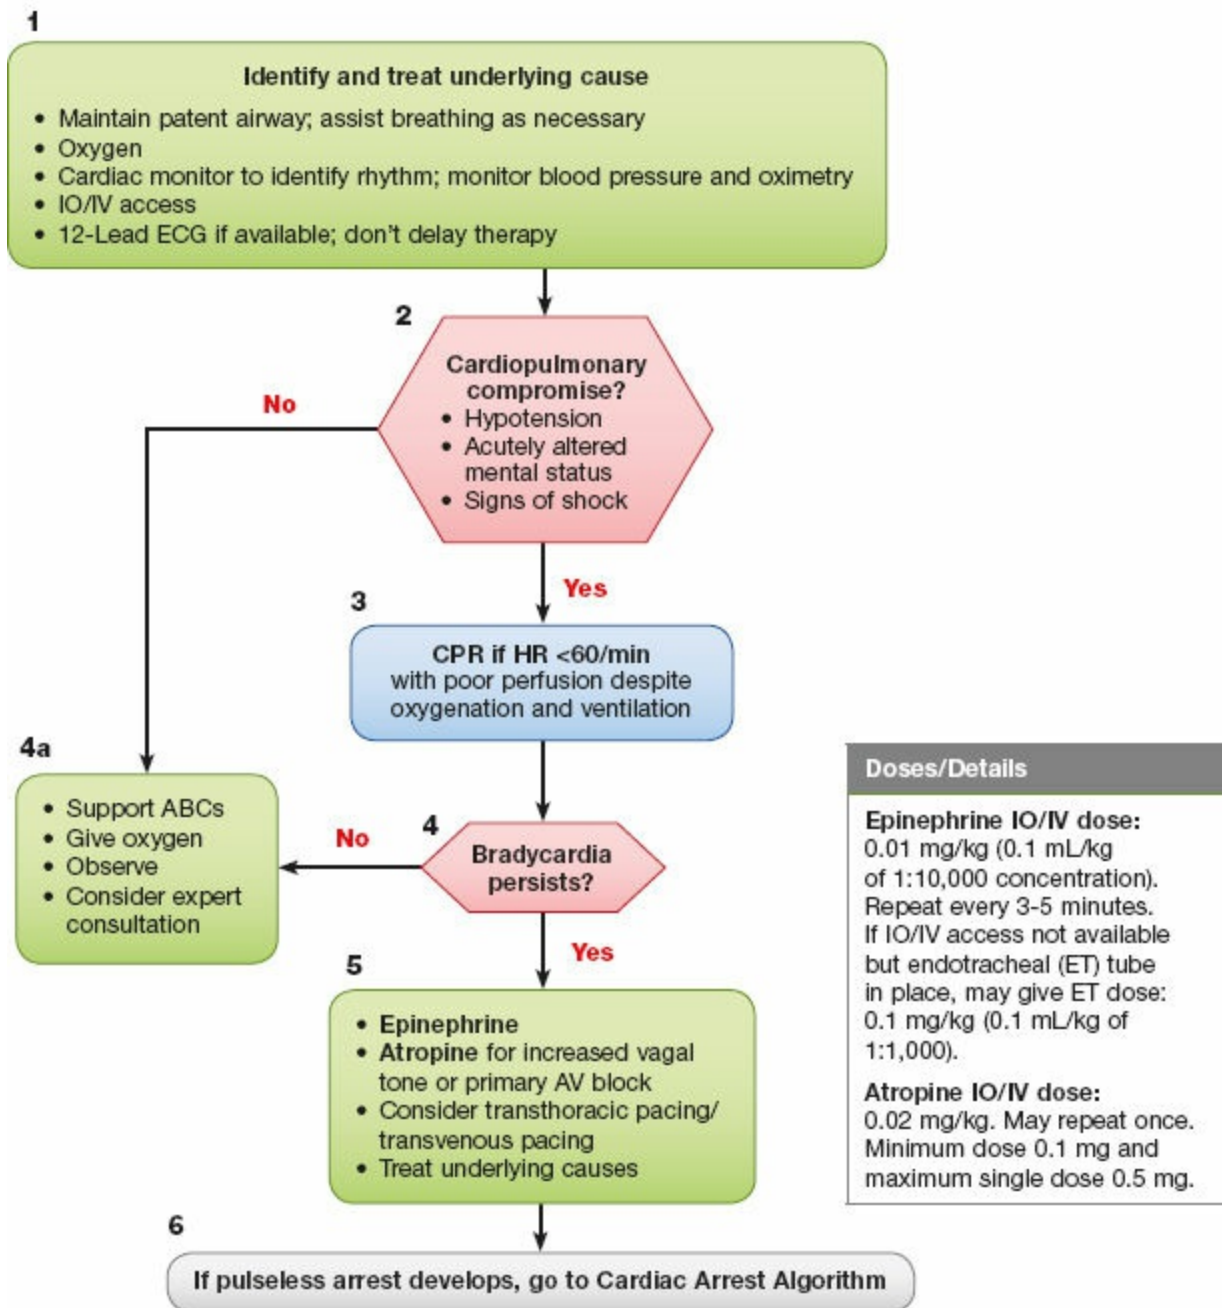 1
Identify and treat underlying cause
• Maintain patent airway; assist breathing as necessary
• Oxygen
• Cardiac monitor to identify rhythm; monitor blood pressure and oximetry
• IO/IV access
• 12-Lead ECG if available; don't delay therapy
2
Cardiopulmonary
compromise?
• Hypotension
• Acutely altered
mental status
• Signs of shock
No
Yes
3
CPR if HR <60/min
with poor perfusion despite
oxygenation and ventilation
4a
• Support ABCs
• Give oxygen
• Observe
• Consider expert
consultation
No
4
Bradycardia
persists?
Yes
5
• Epinephrine
• Atropine for increased vagal
tone or primary AV block
• Consider transthoracic pacing/
transvenous pacing
• Treat underlying causes
6
If pulseless arrest develops, go to Cardiac Arrest Algorithm
Doses/Details
Epinephrine IO/IV dose:
0.01 mg/kg (0.1 mL/kg
of 1:10,000 concentration).
Repeat every 3-5 minutes.
If IO/IV access not available
but endotracheal (ET) tube
in place, may give ET dose:
0.1 mg/kg (0.1 mL/kg of
1:1,000).
Atropine IO/IV dose:
0.02 mg/kg. May repeat once.
Minimum dose 0.1 mg and
maximum single dose 0.5 mg.